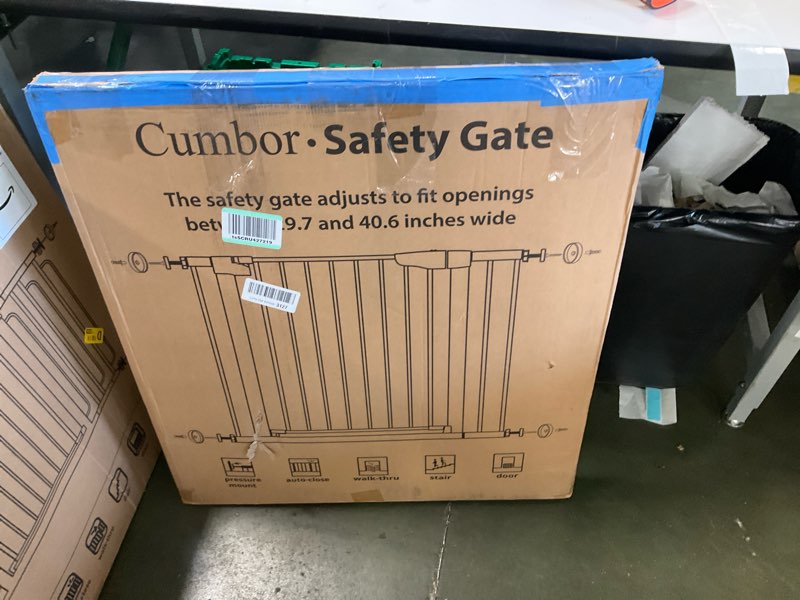 Cumbor · Safety Gate
The safety gate adjusts to fit openings
9.7 and 40.6 inches wide
pressure
mount
auto-close
walk-thru
stair
door